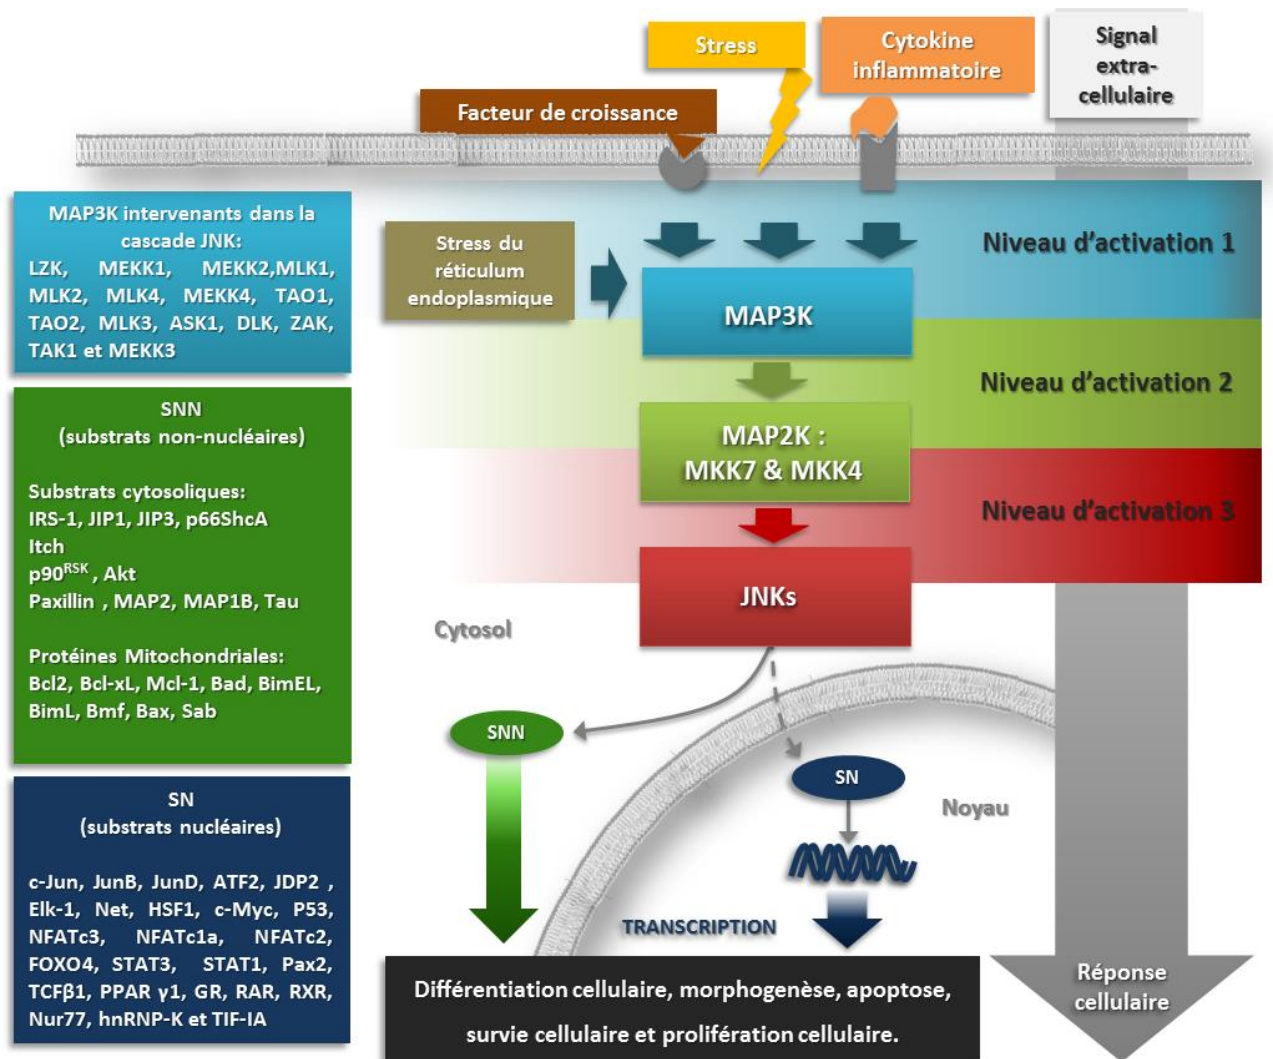 Stress
Cytokine
inflammatoire
Signal
extra-
cellulaire
Facteur de croissance
MAP3K intervenants dans la
cascade JNK:
LZK, MEKK1, MEKK2,MLK1,
MLK2, MLK4, MEKK4, TAO1,
TAO2, MLK3, ASK1, DLK, ZAK,
TAK1 et MEKK3
Stress du
réticulum
endoplasmique
MAP3K
Niveau d'activation 1
Niveau d'activation 2
MAP2K :
MKK7 & MKK4
Niveau d'activation 3
JNKs
SNN
(substrats non-nucléaires)
Substrats cytosoliques:
IRS-1, JIP1, JIP3, p66ShcA
Itch
p90RSK , Akt
Paxillin , MAP2, MAP1B, Tau
Protéines Mitochondriales:
Bcl2, Bcl-xL, Mcl-1, Bad, BimEL,
BimL, Bmf, Bax, Sab
Cytosol
SNN
SN
Noyau
TRANSCRIPTION
SN
(substrats nucléaires)
c-Jun, JunB, JunD, ATF2, JDP2 ,
Elk-1, Net, HSF1, c-Myc, P53,
NFATc3, NFATc1a, NFATc2,
FOXO4, STAT3, STAT1, Pax2,
TCFβ1, PPAR γ1, GR, RAR, RXR,
Nur77, hnRNP-K et TIF-IA
Différentiation cellulaire, morphogenèse, apoptose,
survie cellulaire et prolifération cellulaire.
Réponse
cellulaire